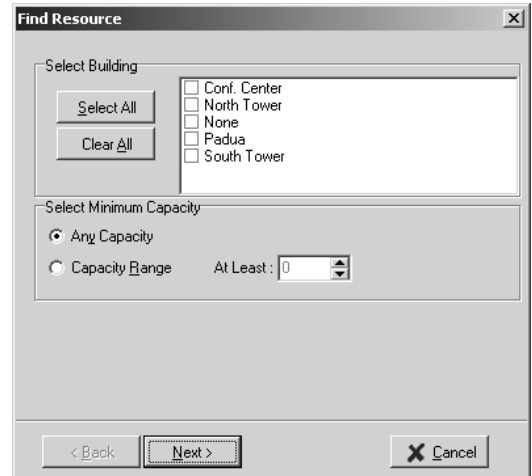 Find Resource
Select Building
Select All
Clear All
Conf. Center
North Tower
None
Padua
South Tower
Select Minimum Capacity
Any Capacity
Capacity Range At Least : 0
< Back Next > Cancel